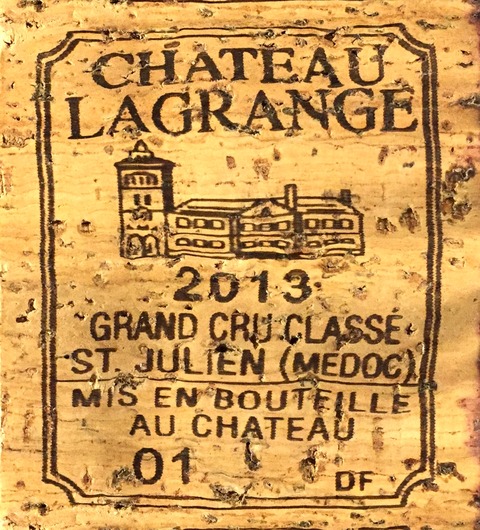 CHATEAU
LAGRANGE
2013
GRAND CRU CLASSÉ
ST. JULIEN (MEDOC)
MIS EN BOUTEILLE
AU CHATEAU
01
DF